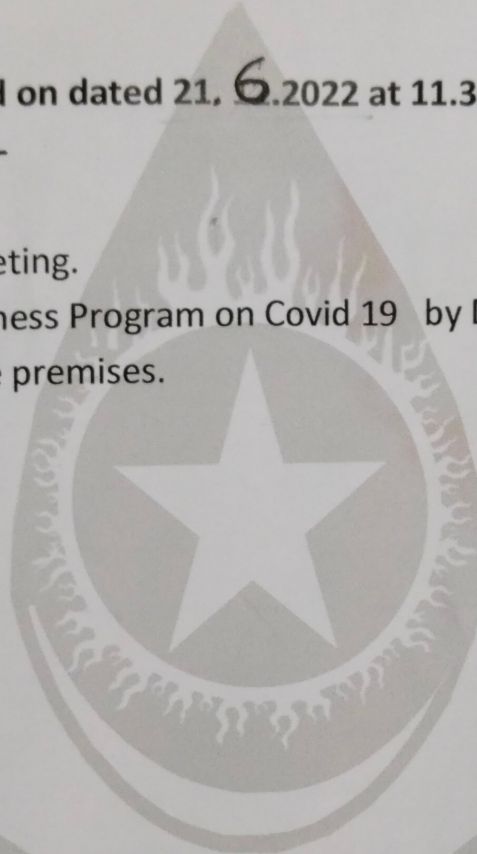 d on dated 21. 6.2022 at 11.3
eting.
ness Program on Covid 19 by
premises.